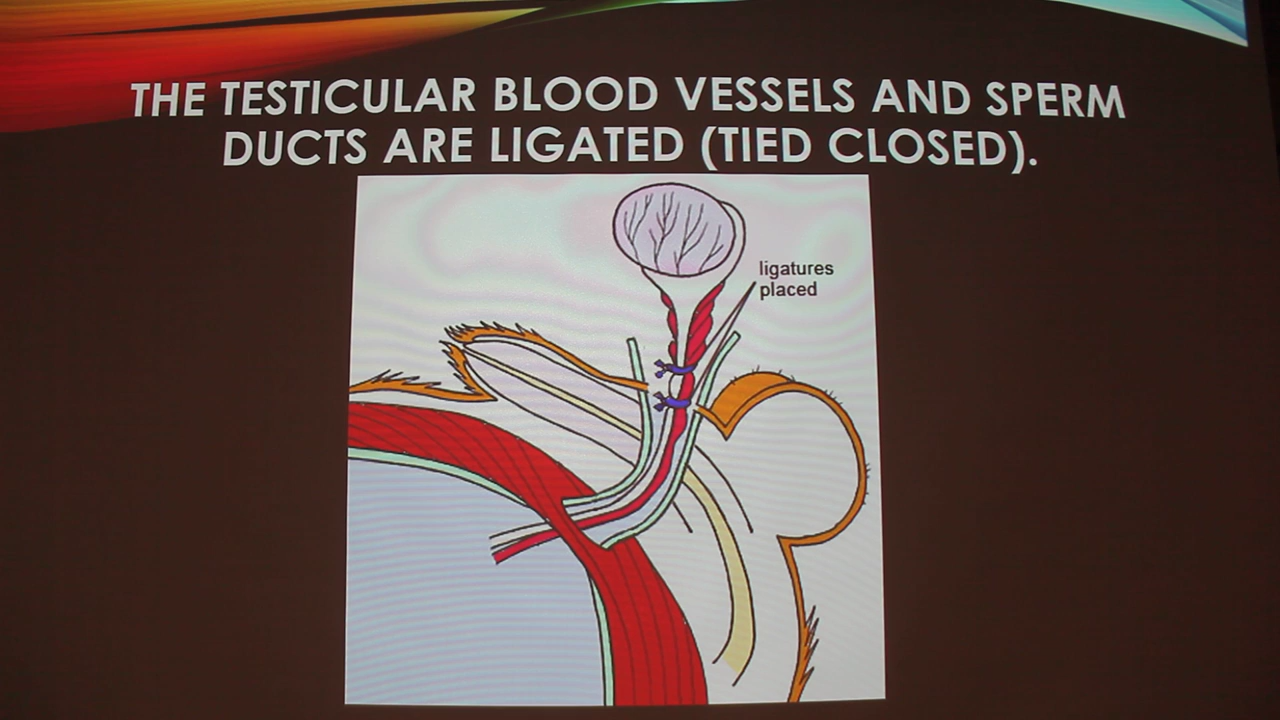 THE TESTICULAR BLOOD VESSELS AND SPERM
DUCTS ARE LIGATED (TIED CLOSED).
ligatures
placed